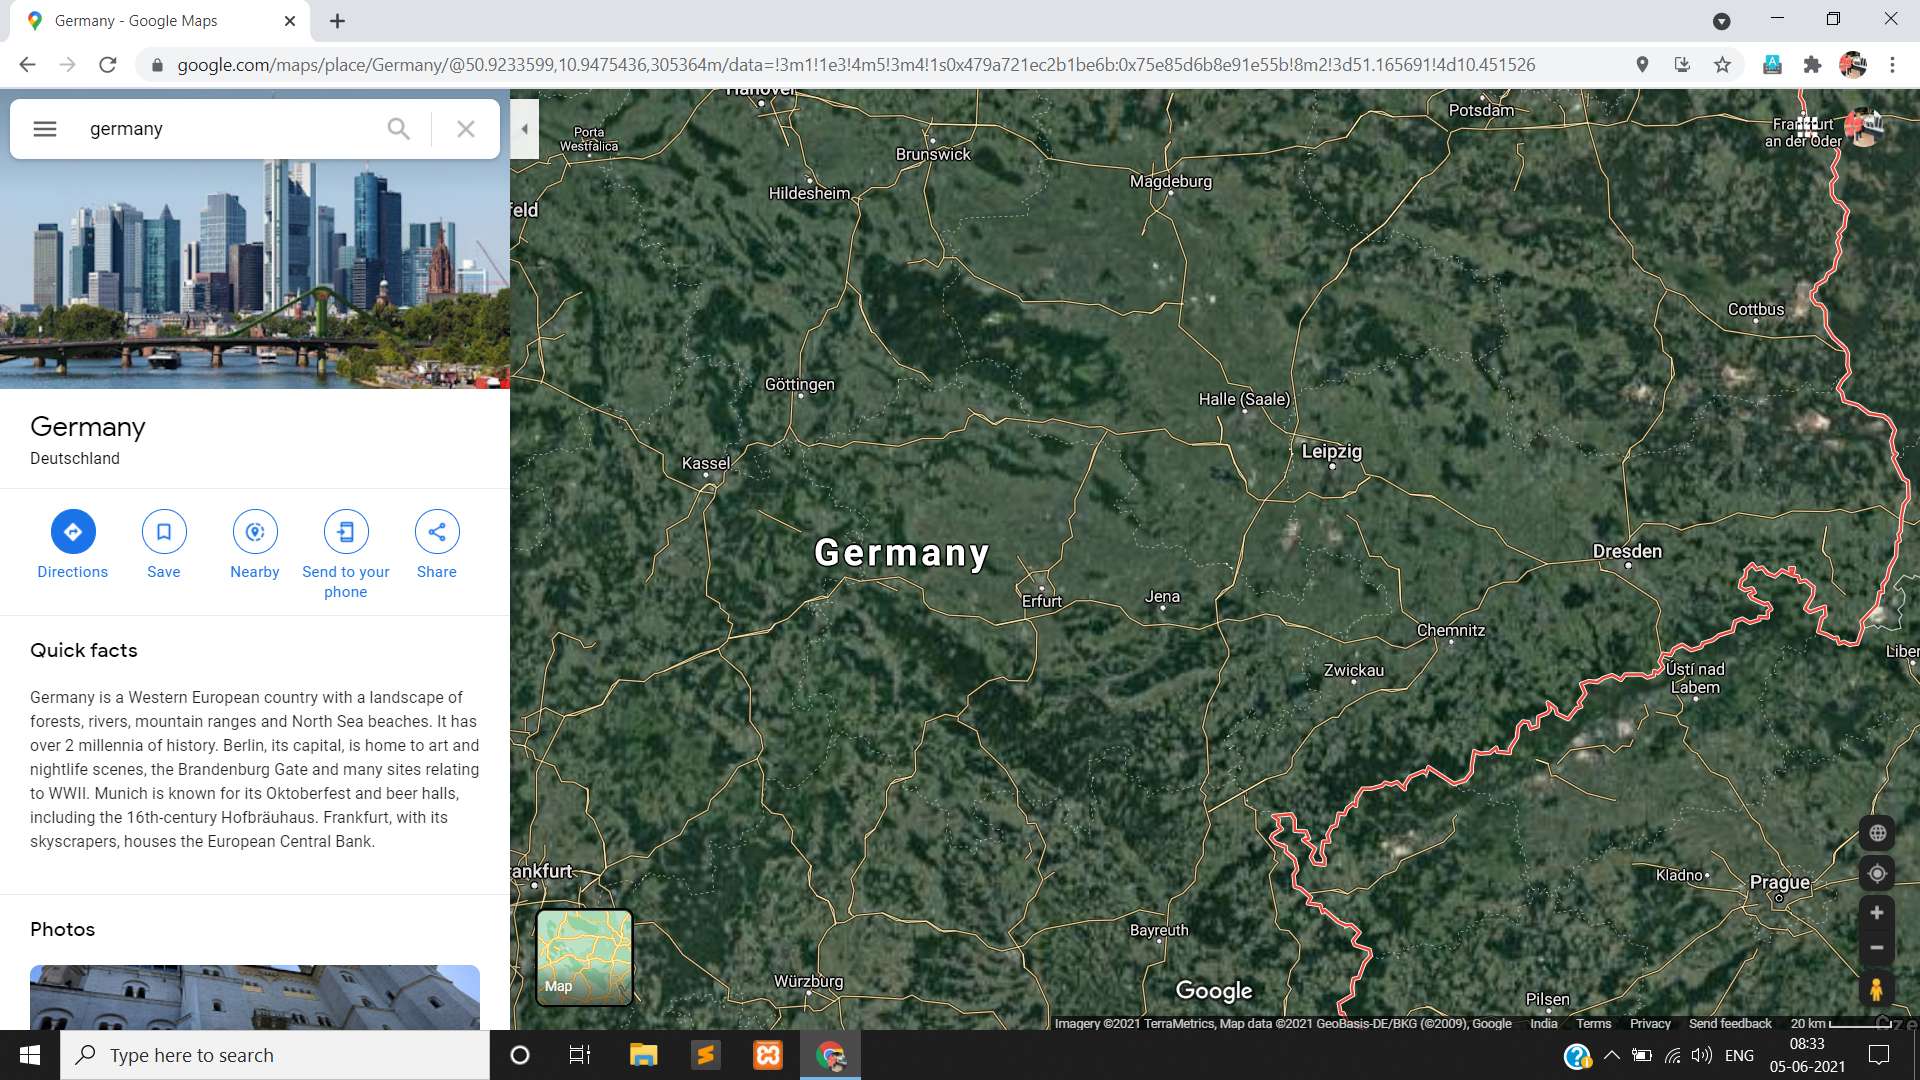 Germany - Google Maps
google.com/maps/place/Germany/@50.9233599,10.9475436,305364m/data=!3m1!1e3!4m5!3m4!1s0x479a721ec2b1be6b:0x75e85d6b8e91e55b!8m2!3d51.165691!4d10.451526
germany
Germany
Deutschland
Directions
Save
Nearby
Send to your
phone
Share
Quick facts
Germany is a Western European country with a landscape of
forests, rivers, mountain ranges and North Sea beaches. It has
over 2 millennia of history. Berlin, its capital, is home to art and
nightlife scenes, the Brandenburg Gate and many sites relating
to WWII. Munich is known for its Oktoberfest and beer halls,
including the 16th-century Hofbräuhaus. Frankfurt, with its
skyscrapers, houses the European Central Bank.
Photos
Hanover
Porta
Westfalica
Brunswick
Potsdam
Frankfurt
an der Oder
Magdeburg
Hildesheim
feld
Cottbus
Göttingen
Halle (Saale)
Leipzig
Kassel
Germany
Dresden
Erfurt
Jena
Chemnitz
Zwickau
Liber
Ústí nad
Labem
rankfurt
Kladno
Prague
Bayreuth
Würzburg
Pilsen
Map
Google
Imagery ©2021 TerraMetrics, Map data ©2021 GeoBasis-DE/BKG (©2009), Google
India
Terms
Privacy
Send feedback
20 km
Type here to search
ENG
08:33
05-06-2021